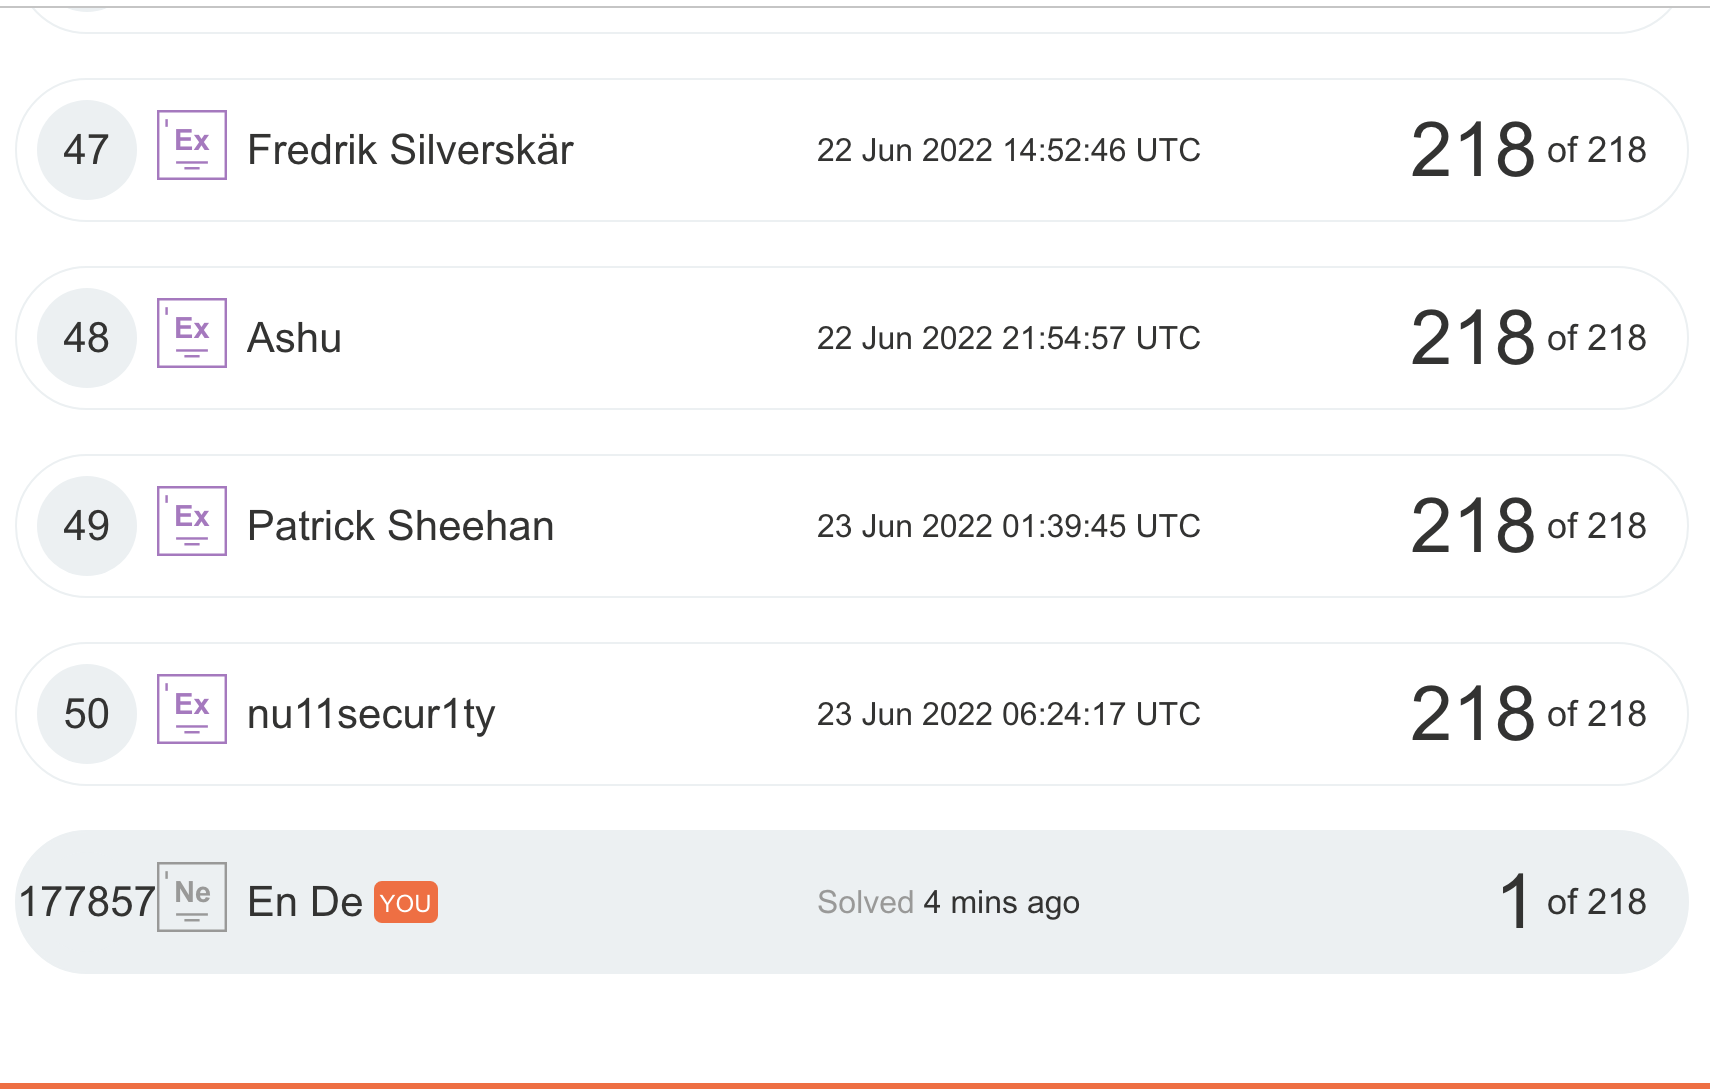 47 Ex Fredrik Silverskär 22 Jun 2022 14:52:46 UTC 218 of 218
48 Ex Ashu 22 Jun 2022 21:54:57 UTC 218 of 218
49 Ex Patrick Sheehan 23 Jun 2022 01:39:45 UTC 218 of 218
50 Ex nu11secur1ty 23 Jun 2022 06:24:17 UTC 218 of 218
177857 Ne En De YOU Solved 4 mins ago 1 of 218